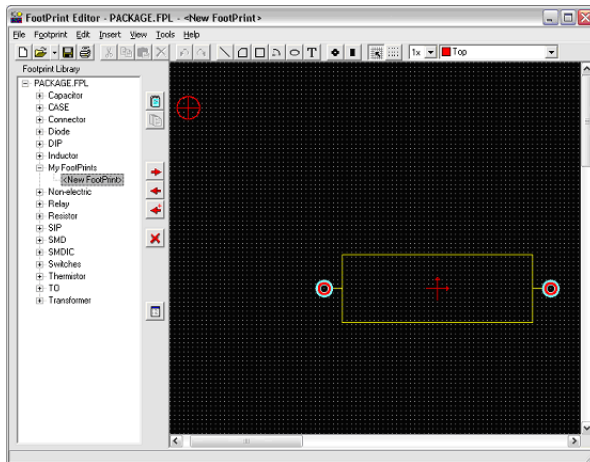 FootPrint Editor - PACKAGE.FPL - <New FootPrint>
File Footprint Edit Insert View Tools Help
T 1x Top
Footprint Library
PACKAGE.FPL
Capacitor
CASE
Connector
Diode
DIP
Inductor
My FootPrints
<New FootPrint>
Non-electric
Relay
Resistor
SIP
SMD
SMDIC
Switches
Thermistor
TO
Transformer